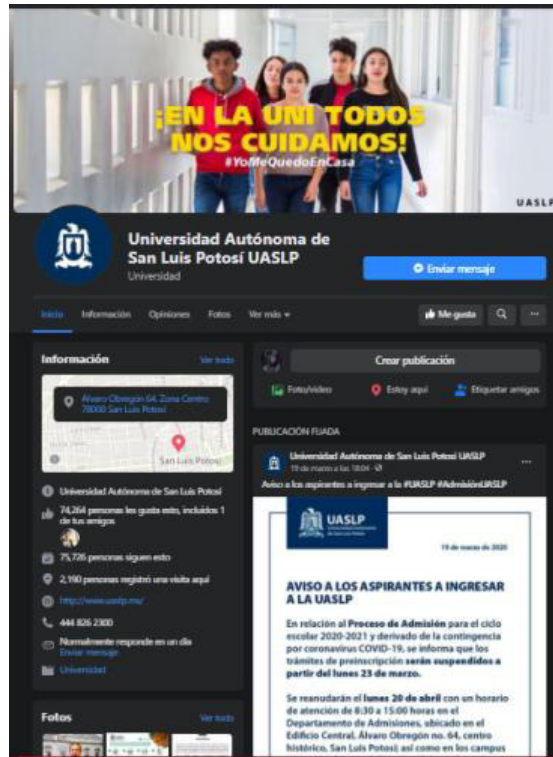 ¡EN LA UNI TODOS
NOS CUIDAMOS!
#YoMeQuedoEnCasa
UASLP
Universidad Autónoma de
San Luis Potosí UASLP
Universidad
Enviar mensaje
Inicio Información Opiniones Fotos Ver más
Me gusta
Información Ver todo
Álvaro Obregón 64. Zona Centro
78000 San Luis Potosí
San Luis Potosí
Universidad Autónoma de San Luis Potosí
74,264 personas les gusta esto, incluidos 1
de tus amigos
75,726 personas siguen esto
2,190 personas registró una visita aquí
http://www.uaslp.mx/
444 826 2300
Normalmente responde en un día
Enviar mensaje
Universidad
Fotos Ver todo
Crear publicación
Foto/video Estoy aquí Etiquetar amigos
PUBLICACIÓN FIJADA
Universidad Autónoma de San Luis Potosí UASLP
19 de marzo a las 18:04
Aviso a los aspirantes a ingresar a la #UASLP #AdmisiónUASLP
UASLP
19 de marzo de 2020
AVISO A LOS ASPIRANTES A INGRESAR
A LA UASLP
En relación al Proceso de Admisión para el ciclo
escolar 2020-2021 y derivado de la contingencia
por coronavirus COVID-19, se informa que los
trámites de preinscripción serán suspendidos a
partir del lunes 23 de marzo.
Se reanudarán el lunes 20 de abril con un horario
de atención de 8:30 a 15:00 horas en el
Departamento de Admisiones, ubicado en el
Edificio Central, Álvaro Obregón no. 64, centro
histórico, San Luis Potosí; así como en los campus